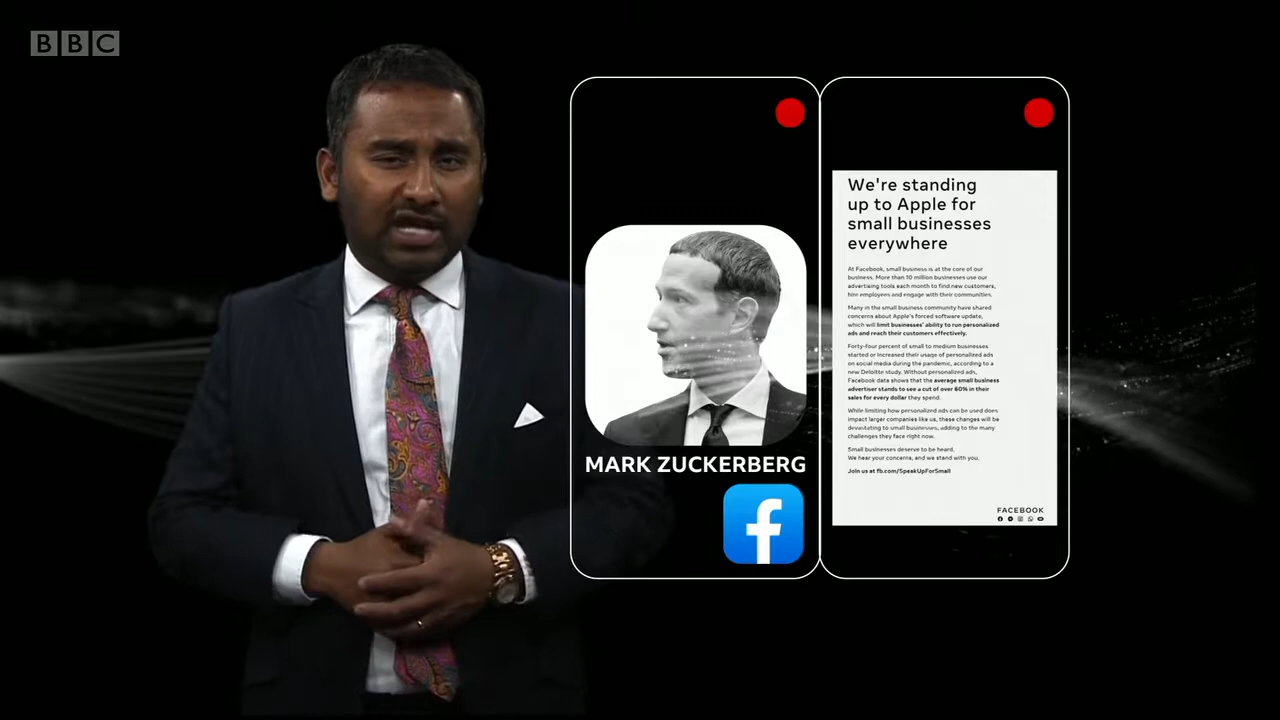 BBC
MARK ZUCKERBERG
f
We're standing
up to Apple for
small businesses
everywhere
At Facebook, small business is at the core of our
business. More than 10 million businesses use our
advertising tools each month to find new customers,
hire employees and engage with their communities.
Many in the small business community have shared
concerns about Apple's forced software update,
which will limit businesses' ability to run personalized
ads and reach their customers effectively.
Forty-four percent of small to medium businesses
started or increased their usage of personalized ads
on social media during the pandemic, according to a
new Deloitte study. Without personalized ads,
Facebook data shows that the average small business
advertiser stands to see a cut of over 60% in their
sales for every dollar they spend.
While limiting how personalized ads can be used does
impact larger companies like us, these changes will be
devastating to small businesses, adding to the many
challenges they face right now.
Small businesses deserve to be heard.
We hear your concerns, and we stand with you.
Join us at fb.com/SpeakUpForSmall
FACEBOOK